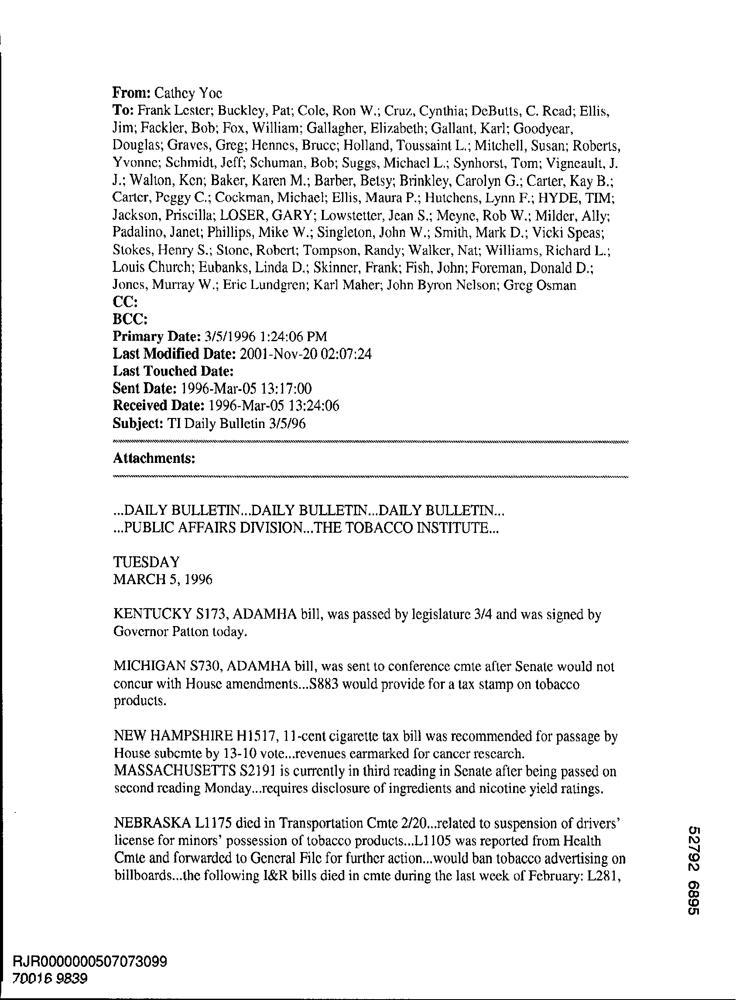 From: Cathey Yoe
To: Frank Lester; Buckley, Pat; Cole, Ron W.; Cruz, Cynthia; DeButts, C. Read; Ellis,
Jim; Fackler, Bob; Fox, William; Gallagher, Elizabeth; Gallant, Karl; Goodyear,
Douglas; Graves, Greg; Hennes, Bruce; Holland, Toussaint L.; Mitchell, Susan; Roberts,
Yvonne; Schmidt, Jeff; Schuman, Bob; Suggs, Michael L.; Synhorst, Tom; Vigneault, J.
J.; Walton, Ken; Baker, Karen M.; Barber, Betsy; Brinkley, Carolyn G.; Carter, Kay B.;
Carter, Peggy C.; Cockman, Michael; Ellis, Maura P.; Hutchens, Lynn F.; HYDE, TIM;
Jackson, Priscilla; LOSER, GARY; Lowstetter, Jean S.; Meyne, Rob W.; Milder, Ally;
Padalino, Janet; Phillips, Mike W.; Singleton, John W.; Smith, Mark D.; Vicki Speas;
Stokes, Henry S.; Stone, Robert; Tompson, Randy; Walker, Nat; Williams, Richard L.;
Louis Church; Eubanks, Linda D.; Skinner, Frank; Fish, John; Foreman, Donald D.;
Jones, Murray W.; Eric Lundgren; Karl Maher; John Byron Nelson; Greg Osman
CC:
BCC:
Primary Date: 3/5/1996 1:24:06 PM
Last Modified Date: 2001-Nov-20 02:07:24
Last Touched Date:
Sent Date: 1996-Mar-05 13:17:00
Received Date: 1996-Mar-05 13:24:06
Subject: TI Daily Bulletin 3/5/96
Attachments:
...DAILY BULLETIN...DAILY BULLETIN...DAILY BULLETIN...
...PUBLIC AFFAIRS DIVISION...THE TOBACCO INSTITUTE...
TUESDAY
MARCH 5, 1996
KENTUCKY S173, ADAMHA bill, was passed by legislature 3/4 and was signed by
Governor Patton today.
MICHIGAN S730, ADAMHA bill, was sent to conference cmte after Senate would not
concur with House amendments...S883 would provide for a tax stamp on tobacco
products.
NEW HAMPSHIRE H1517, 11-cent cigarette tax bill was recommended for passage by
House subcmte by 13-10 vote...revenues earmarked for cancer research.
MASSACHUSETTS S2191 is currently in third reading in Senate after being passed on
second reading Monday...requires disclosure of ingredients and nicotine yield ratings.
NEBRASKA L1175 died in Transportation Cmte 2/20...related to suspension of drivers'
license for minors' possession of tobacco products...L1105 was reported from Health
Cmte and forwarded to General File for further action...would ban tobacco advertising on
billboards...the following I&R bills died in cmte during the last week of February: L281,
52792 6895
RJR0000000507073099
70016 9839